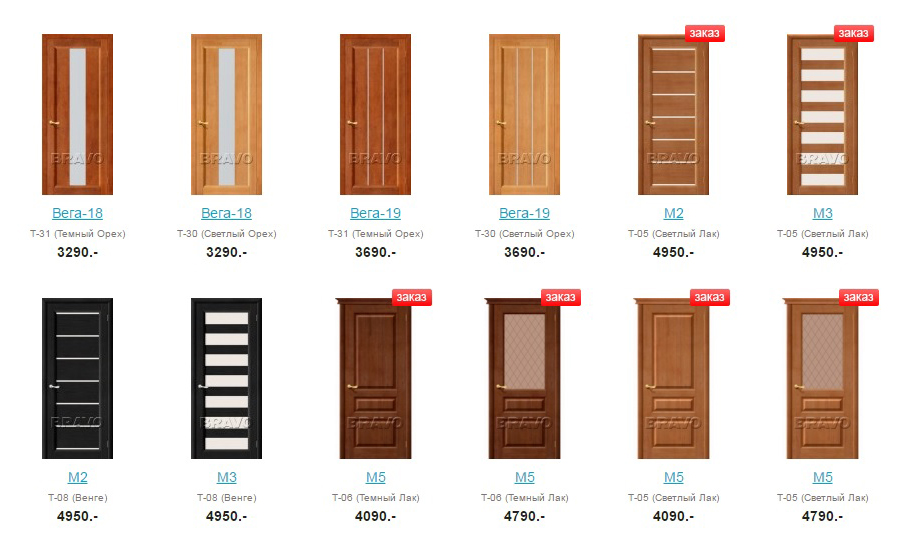 заказ
заказ
BRAVO
BRAVO
BRAVO
BRAVO
BRAVO
BRAVO
Вега-18
Вега-18
Вега-19
Вега-19
М2
М3
Т-31 (Темный Орех)
Т-30 (Светлый Орех)
Т-31 (Темный Орех)
Т-30 (Светлый Орех)
Т-05 (Светлый Лак)
Т-05 (Светлый Лак)
3290.-
3290.-
3690.-
3690.-
4950.-
4950.-
заказ
заказ
заказ
заказ
BRAVO
BRAVO
BRAVO
BRAVO
BRAVO
BRAVO
М2
М3
М5
М5
М5
М5
Т-08 (Венге)
Т-08 (Венге)
Т-06 (Темный Лак)
Т-06 (Темный Лак)
Т-05 (Светлый Лак)
Т-05 (Светлый Лак)
4950.-
4950.-
4090.-
4790.-
4090.-
4790.-